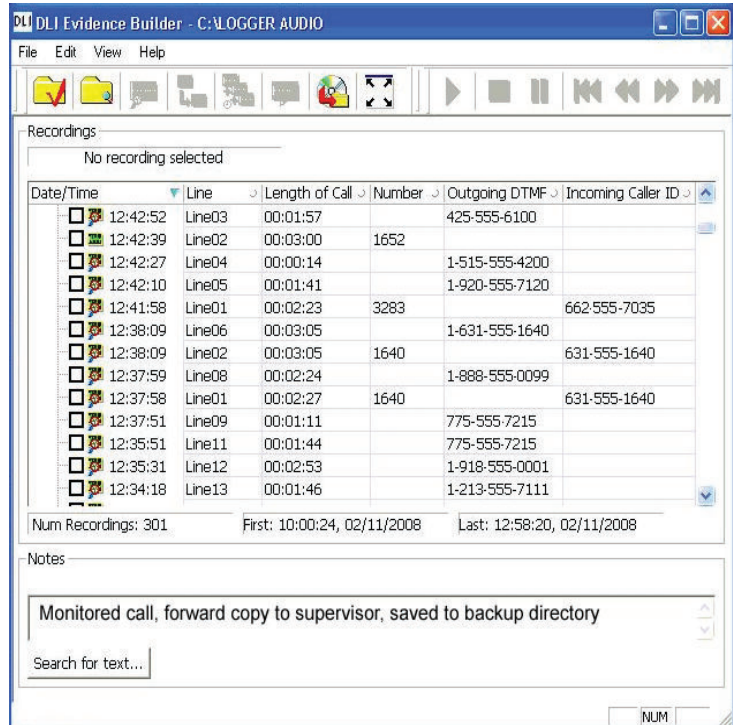 DLI DLI Evidence Builder - C:\LOGGER AUDIO
File Edit View Help
Recordings
No recording selected
Date/Time Line Length of Call Number Outgoing DTMF Incoming Caller ID
12:42:52 Line03 00:01:57 425-555-6100
12:42:39 Line02 00:03:00 1652
12:42:27 Line04 00:00:14 1-515-555-4200
12:42:10 Line05 00:01:41 1-920-555-7120
12:41:58 Line01 00:02:23 3283 662-555-7035
12:38:09 Line06 00:03:05 1-631-555-1640
12:38:09 Line02 00:03:05 1640 631-555-1640
12:37:59 Line08 00:02:24 1-888-555-0099
12:37:58 Line01 00:02:27 1640 631-555-1640
12:37:51 Line09 00:01:11 775-555-7215
12:35:51 Line11 00:01:44 775-555-7215
12:35:31 Line12 00:02:53 1-918-555-0001
12:34:18 Line13 00:01:46 1-213-555-7111
Num Recordings: 301 First: 10:00:24, 02/11/2008 Last: 12:58:20, 02/11/2008
Notes
Monitored call, forward copy to supervisor, saved to backup directory
Search for text...
NUM